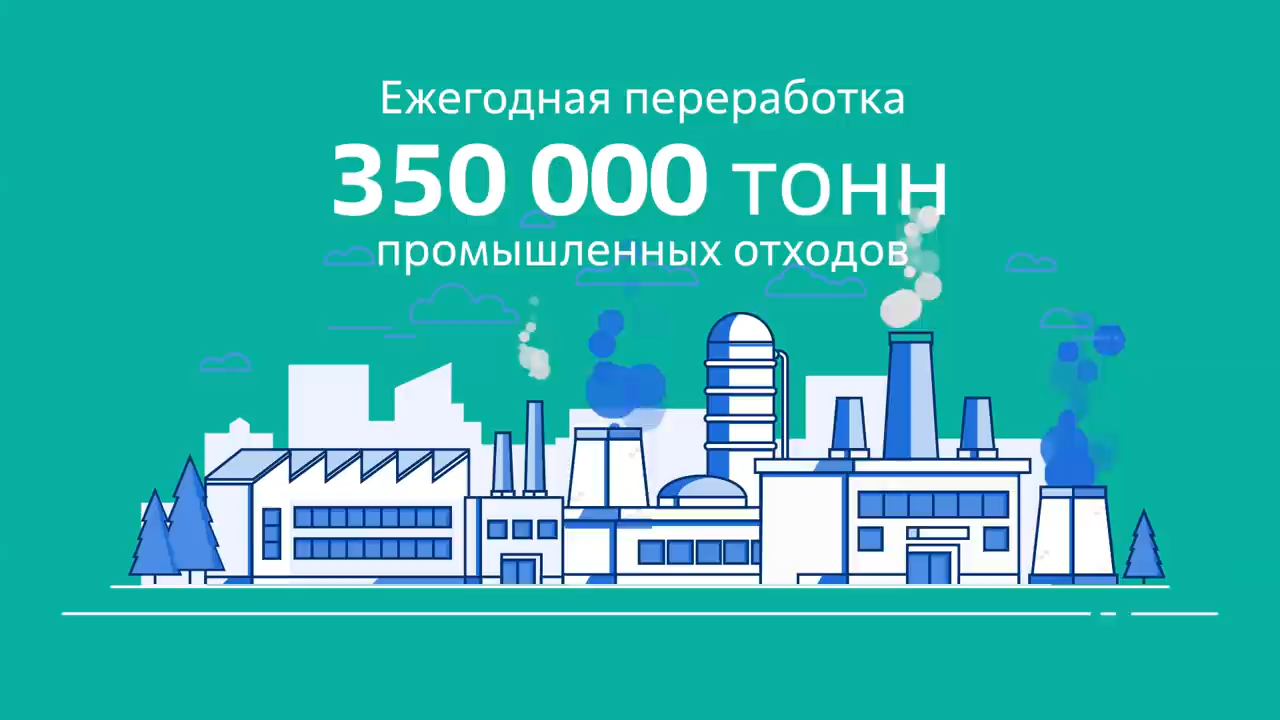 Ежегодная переработка
350 000 тонн
промышленных отходов